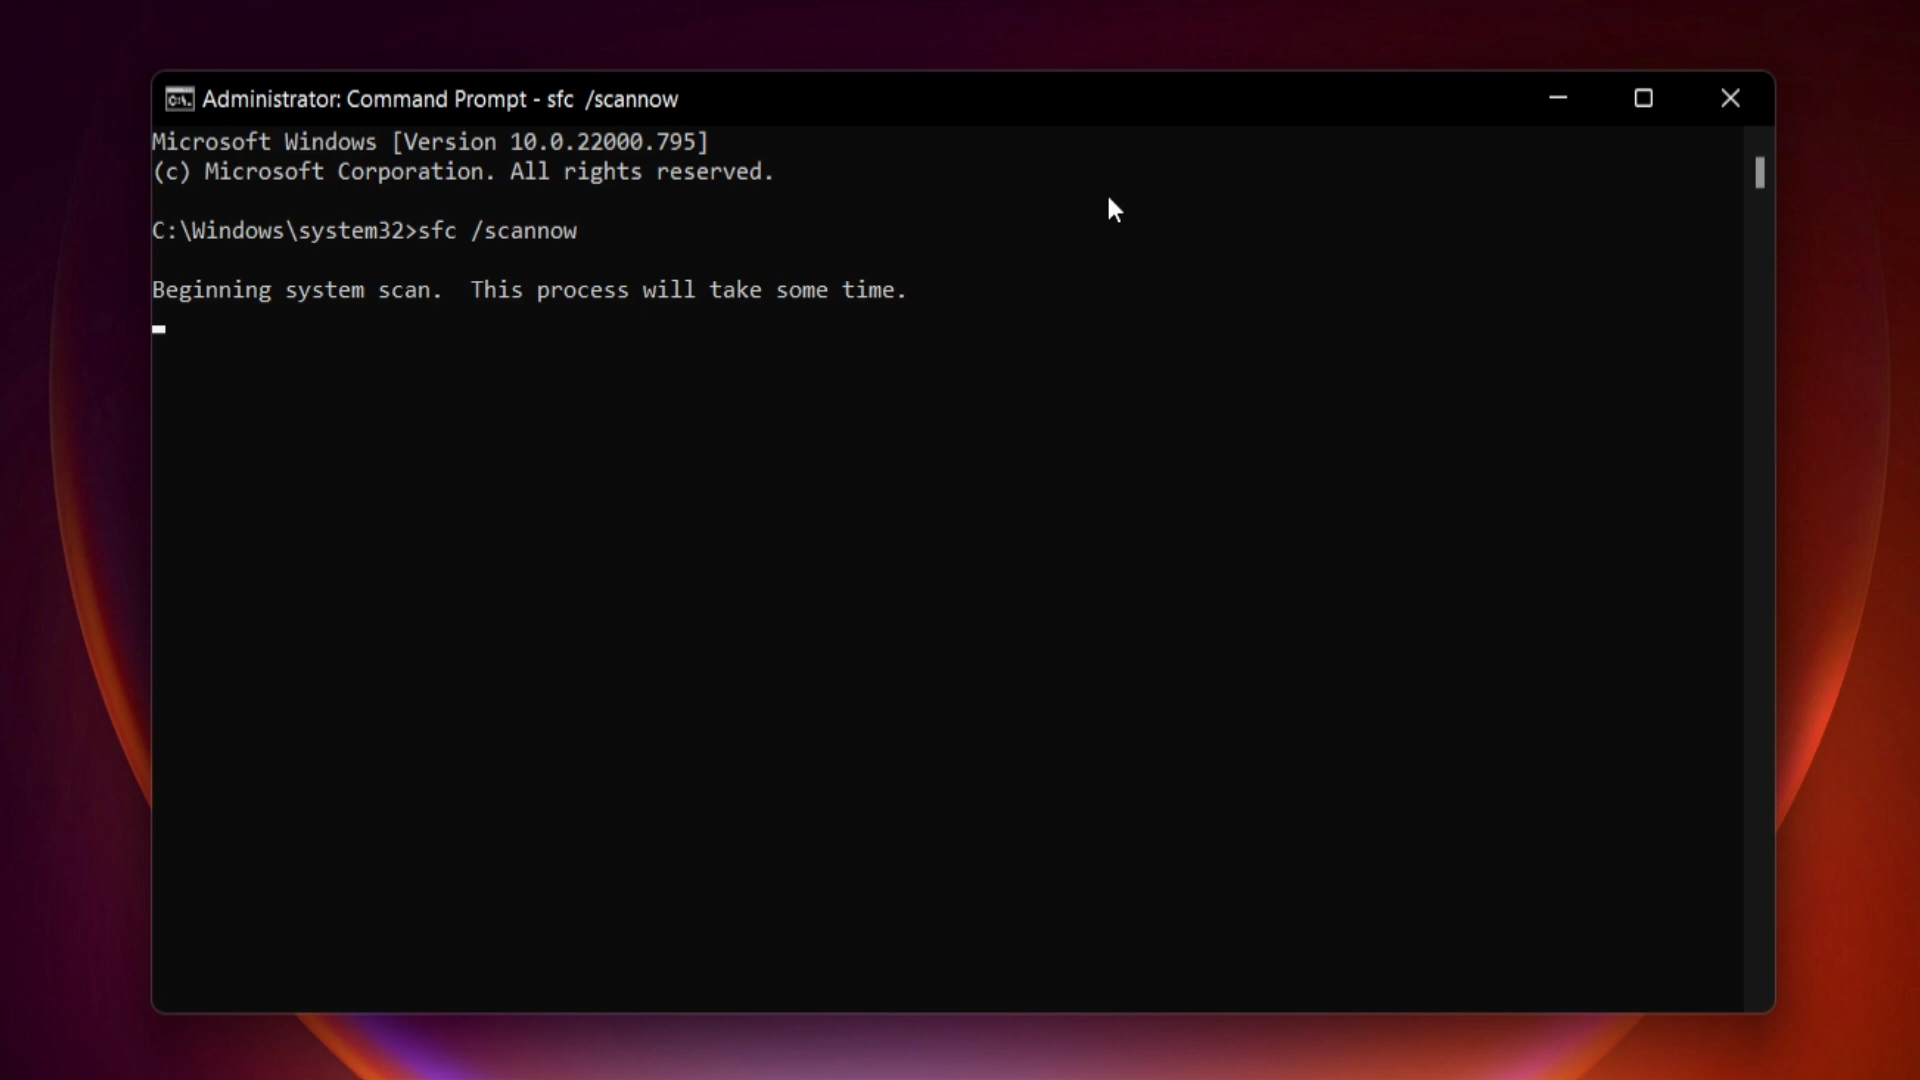 Administrator: Command Prompt - sfc  /scannow
Microsoft Windows [Version 10.0.22000.795]
(c) Microsoft Corporation. All rights reserved.
C:\Windows\system32>sfc /scannow
Beginning system scan.  This process will take some time.